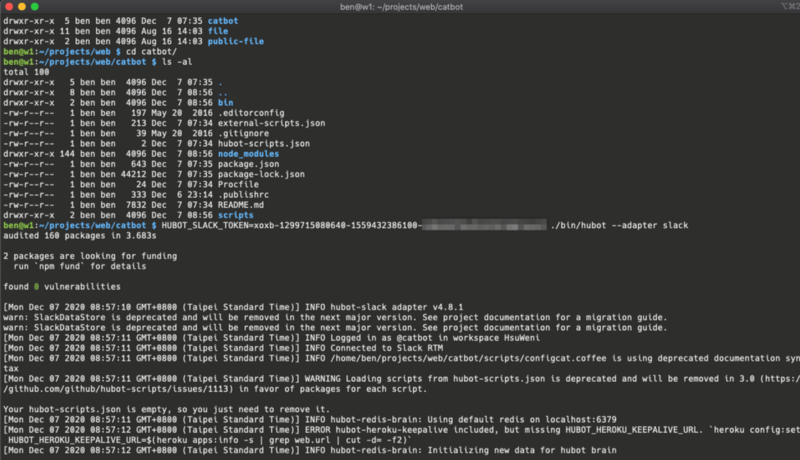 ben@w1:~/projects/web/catbot
drwxr-xr-x 5 ben ben 4096 Dec 7 07:35 catbot
drwxr-xr-x 11 ben ben 4096 Aug 16 14:03 file
drwxr-xr-x 2 ben ben 4096 Aug 16 14:03 public-file
ben@w1:~/projects/web $ cd catbot/
ben@w1:~/projects/web/catbot $ ls -al
total 100
drwxr-xr-x 5 ben ben 4096 Dec 7 07:35 .
drwxr-xr-x 8 ben ben 4096 Dec 7 08:56 ..
drwxr-xr-x 2 ben ben 4096 Dec 7 08:56 bin
-rw-r--r-- 1 ben ben 197 May 20 2016 .editorconfig
-rw-r--r-- 1 ben ben 213 Dec 7 07:34 external-scripts.json
-rw-r--r-- 1 ben ben 39 May 20 2016 .gitignore
-rw-r--r-- 1 ben ben 2 Dec 7 07:34 hubot-scripts.json
drwxr-xr-x 144 ben ben 4096 Dec 7 08:56 node_modules
-rw-r--r-- 1 ben ben 643 Dec 7 07:35 package.json
-rw-r--r-- 1 ben ben 44212 Dec 7 07:35 package-lock.json
-rw-r--r-- 1 ben ben 24 Dec 7 07:34 Procfile
-rw-r--r-- 1 ben ben 333 Dec 6 23:14 .publishrc
-rw-r--r-- 1 ben ben 7832 Dec 7 07:34 README.md
drwxr-xr-x 2 ben ben 4096 Dec 7 08:56 scripts
ben@w1:~/projects/web/catbot $ HUBOT_SLACK_TOKEN=xoxb-1299715080640-1559432386100- ./bin/hubot --adapter slack
audited 160 packages in 3.683s
2 packages are looking for funding
run `npm fund` for details
found 0 vulnerabilities
[Mon Dec 07 2020 08:57:10 GMT+0800 (Taipei Standard Time)] INFO hubot-slack adapter v4.8.1
warn: SlackDataStore is deprecated and will be removed in the next major version. See project documentation for a migration guide.
warn: SlackDataStore is deprecated and will be removed in the next major version. See project documentation for a migration guide.
[Mon Dec 07 2020 08:57:11 GMT+0800 (Taipei Standard Time)] INFO Logged in as @catbot in workspace HsuWeni
[Mon Dec 07 2020 08:57:11 GMT+0800 (Taipei Standard Time)] INFO Connected to Slack RTM
[Mon Dec 07 2020 08:57:11 GMT+0800 (Taipei Standard Time)] INFO /home/ben/projects/web/catbot/scripts/configcat.coffee is using deprecated documentation syn
tax
[Mon Dec 07 2020 08:57:11 GMT+0800 (Taipei Standard Time)] WARNING Loading scripts from hubot-scripts.json is deprecated and will be removed in 3.0 (https:/
/github.com/github/hubot-scripts/issues/1113) in favor of packages for each script.
Your hubot-scripts.json is empty, so you just need to remove it.
[Mon Dec 07 2020 08:57:11 GMT+0800 (Taipei Standard Time)] INFO hubot-redis-brain: Using default redis on localhost:6379
[Mon Dec 07 2020 08:57:12 GMT+0800 (Taipei Standard Time)] ERROR hubot-heroku-keepalive included, but missing HUBOT_HEROKU_KEEPALIVE_URL. `heroku config:set
HUBOT_HEROKU_KEEPALIVE_URL=$(heroku apps:info -s | grep web.url | cut -d= -f2)`
[Mon Dec 07 2020 08:57:12 GMT+0800 (Taipei Standard Time)] INFO hubot-redis-brain: Initializing new data for hubot brain